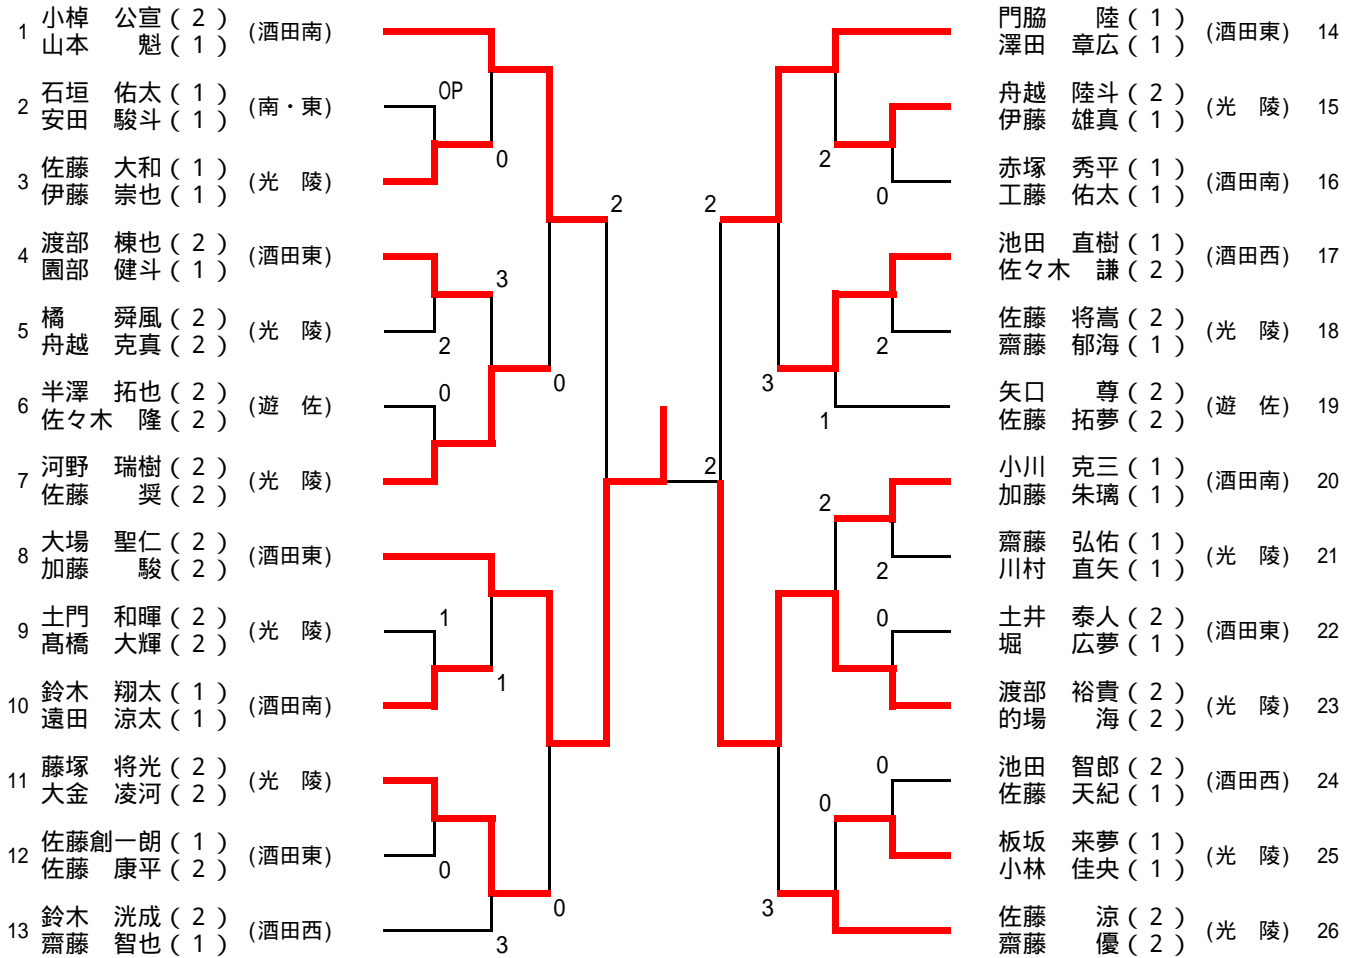 1 小棹 公宣(2) (酒田南)
山本 魁(1)
2 石垣 佑太(1) (南・東)
安田 駿斗(1)
3 佐藤 大和(1) (光 陵)
伊藤 崇也(1)
4 渡部 棟也(2) (酒田東)
園部 健斗(1)
5 橘 舜風(2) (光 陵)
舟越 克真(2)
6 半澤 拓也(2) (遊 佐)
佐々木 隆(2)
7 河野 瑞樹(2) (光 陵)
佐藤 奨(2)
8 大場 聖仁(2) (酒田東)
加藤 駿(2)
9 土門 和暉(2) (光 陵)
髙橋 大輝(2)
10 鈴木 翔太(1) (酒田南)
遠田 涼太(1)
11 藤塚 将光(2) (光 陵)
大金 凌河(2)
12 佐藤創一朗(1) (酒田東)
佐藤 康平(2)
13 鈴木 洸成(2) (酒田西)
齋藤 智也(1)
OP
0
3
2
0
0
1
1
0
3
0
2
2
2
2
0
2
3
1
2
2
0
0
0
3
門脇 陸(1) (酒田東) 14
澤田 章広(1)
舟越 陸斗(2) (光 陵) 15
伊藤 雄真(1)
赤塚 秀平(1) (酒田南) 16
工藤 佑太(1)
池田 直樹(1) (酒田西) 17
佐々木 謙(2)
佐藤 将嵩(2) (光 陵) 18
齋藤 郁海(1)
矢口 尊(2) (遊 佐) 19
佐藤 拓夢(2)
小川 克三(1) (酒田南) 20
加藤 朱璃(1)
齋藤 弘佑(1) (光 陵) 21
川村 直矢(1)
土井 泰人(2) (酒田東) 22
堀 広夢(1)
渡部 裕貴(2) (光 陵) 23
的場 海(2)
池田 智郎(2) (酒田西) 24
佐藤 天紀(1)
板坂 来夢(1) (光 陵) 25
小林 佳央(1)
佐藤 涼(2) (光 陵) 26
齋藤 優(2)